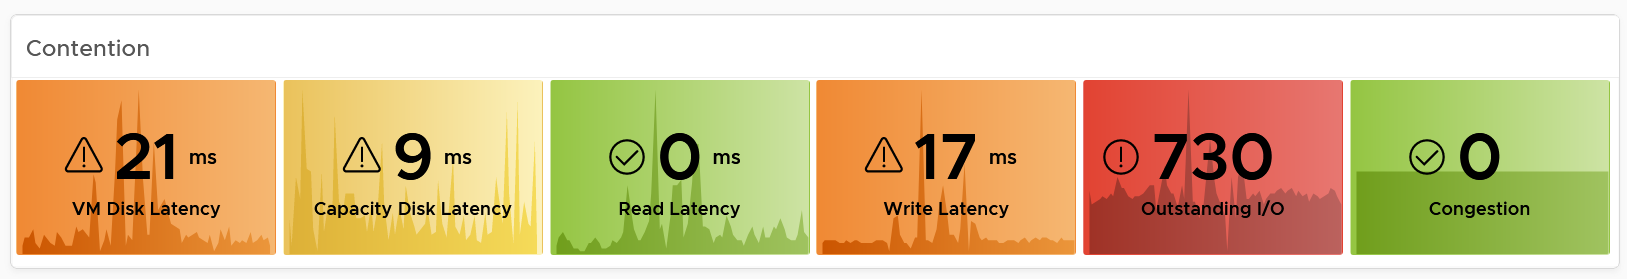 Contention
21 ms
VM Disk Latency
9 ms
Capacity Disk Latency
0 ms
Read Latency
17 ms
Write Latency
730
Outstanding I/O
0
Congestion